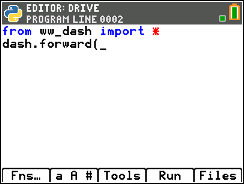 EDITOR: DRIVE
PROGRAM LINE 0002
from ww_dash import *
dash.forward(_
Fns… a A # Tools Run Files